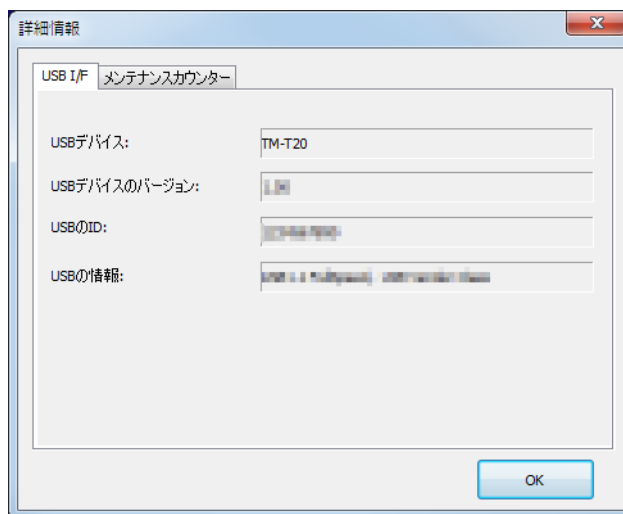 詳細情報
USB I/F
メンテナンスカウンター
USBデバイス:
TM-T20
USBデバイスのバージョン:
USBのID:
USBの情報:
OK